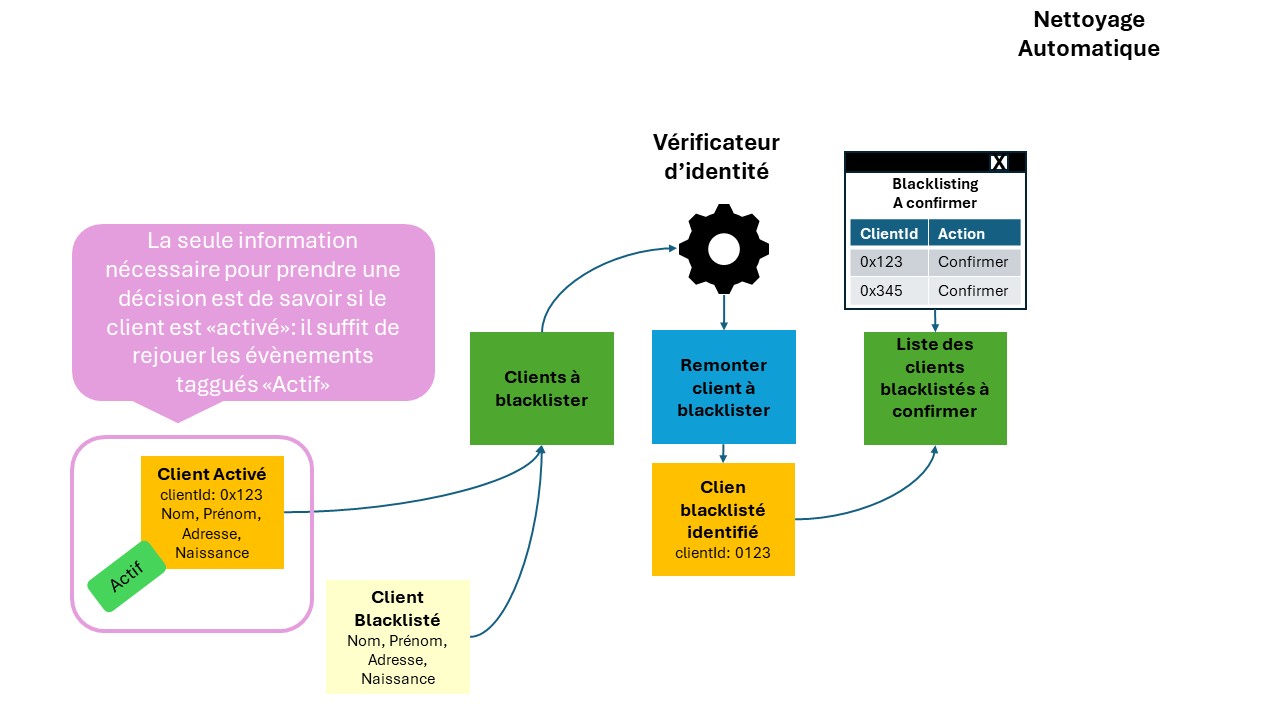 Nettoyage
Automatique
Vérificateur
d’identité
X
Blacklisting
A confirmer
ClientId Action
0x123 Confirmer
0x345 Confirmer
La seule information
nécessaire pour prendre une
décision est de savoir si le
client est «activé»: il suffit de
rejouer les évènements
taggués «Actif»
Clients à
blacklister
Remonter
client à
blacklister
Liste des
clients
blacklistés à
confirmer
Client Activé
clientId: 0x123
Nom, Prénom,
Adresse,
Naissance
Actif
Clien
blacklisté
identifié
clientId: 0123
Client
Blacklisté
Nom, Prénom,
Adresse,
Naissance